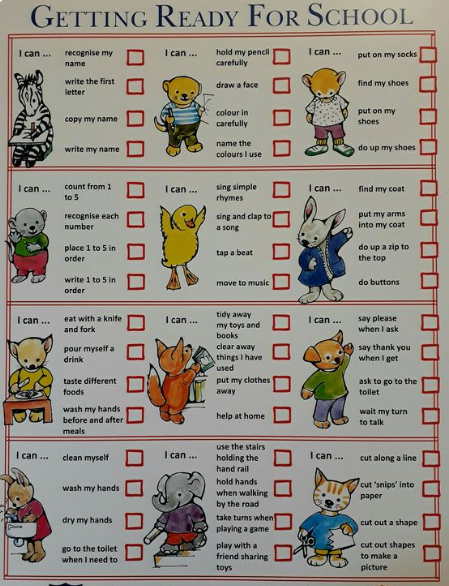 GETTING READY FOR SCHOOL
I can ...
recognise my
name
write the first
letter
copy my name
write my name
I can ...
hold my pencil
carefully
draw a face
colour in
carefully
name the
colours I use
I can ...
put on my socks
find my shoes
put on my
shoes
do up my shoes
I can ...
count from 1
to 5
recognise each
number
place 1 to 5 in
order
write 1 to 5 in
order
I can ...
sing simple
rhymes
sing and clap to
a song
tap a beat
move to music
I can ...
find my coat
put my arms
into my coat
do up a zip to
the top
do buttons
I can ...
eat with a knife
and fork
pour myself a
drink
taste different
foods
wash my hands
before and after
meals
I can ...
tidy away
my toys and
books
clear away
things I have
used
put my clothes
away
help at home
I can ...
say please
when I ask
say thank you
when I get
ask to go to the
toilet
wait my turn
to talk
I can ...
clean myself
wash my hands
dry my hands
go to the toilet
when I need to
I can ...
use the stairs
holding the
hand rail
hold hands
when walking
by the road
take turns when
playing a game
play with a
friend sharing
toys
I can ...
cut along a line
cut 'snips' into
paper
cut out a shape
cut out shapes
to make a
picture